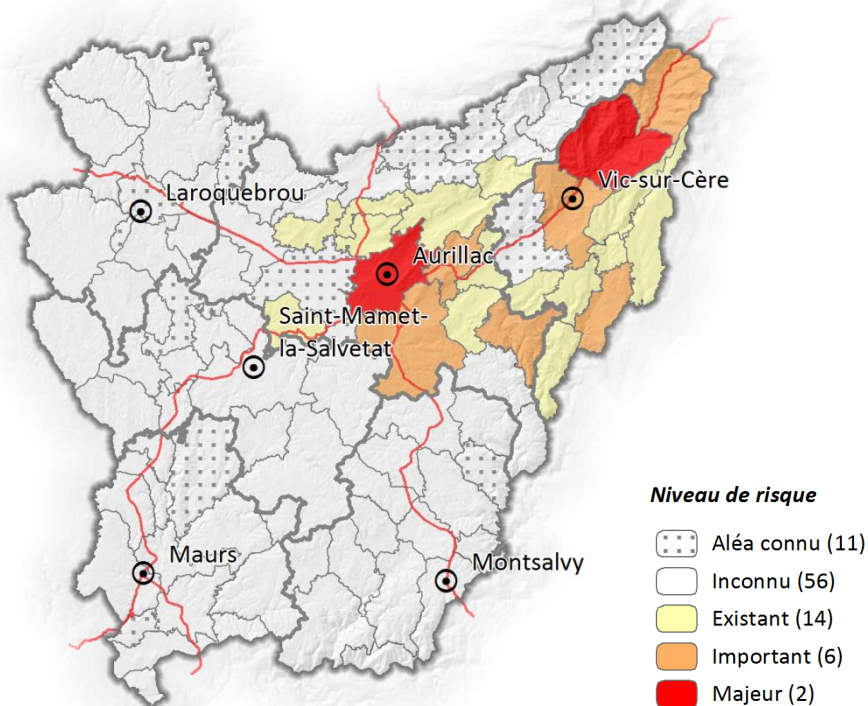 Laroquebrou
Vic-sur-Cère
Aurillac
Saint-Mamet-
la-Salvetat
Maurs
Montsalvy
Niveau de risque
Aléa connu (11)
Inconnu (56)
Existant (14)
Important (6)
Majeur (2)